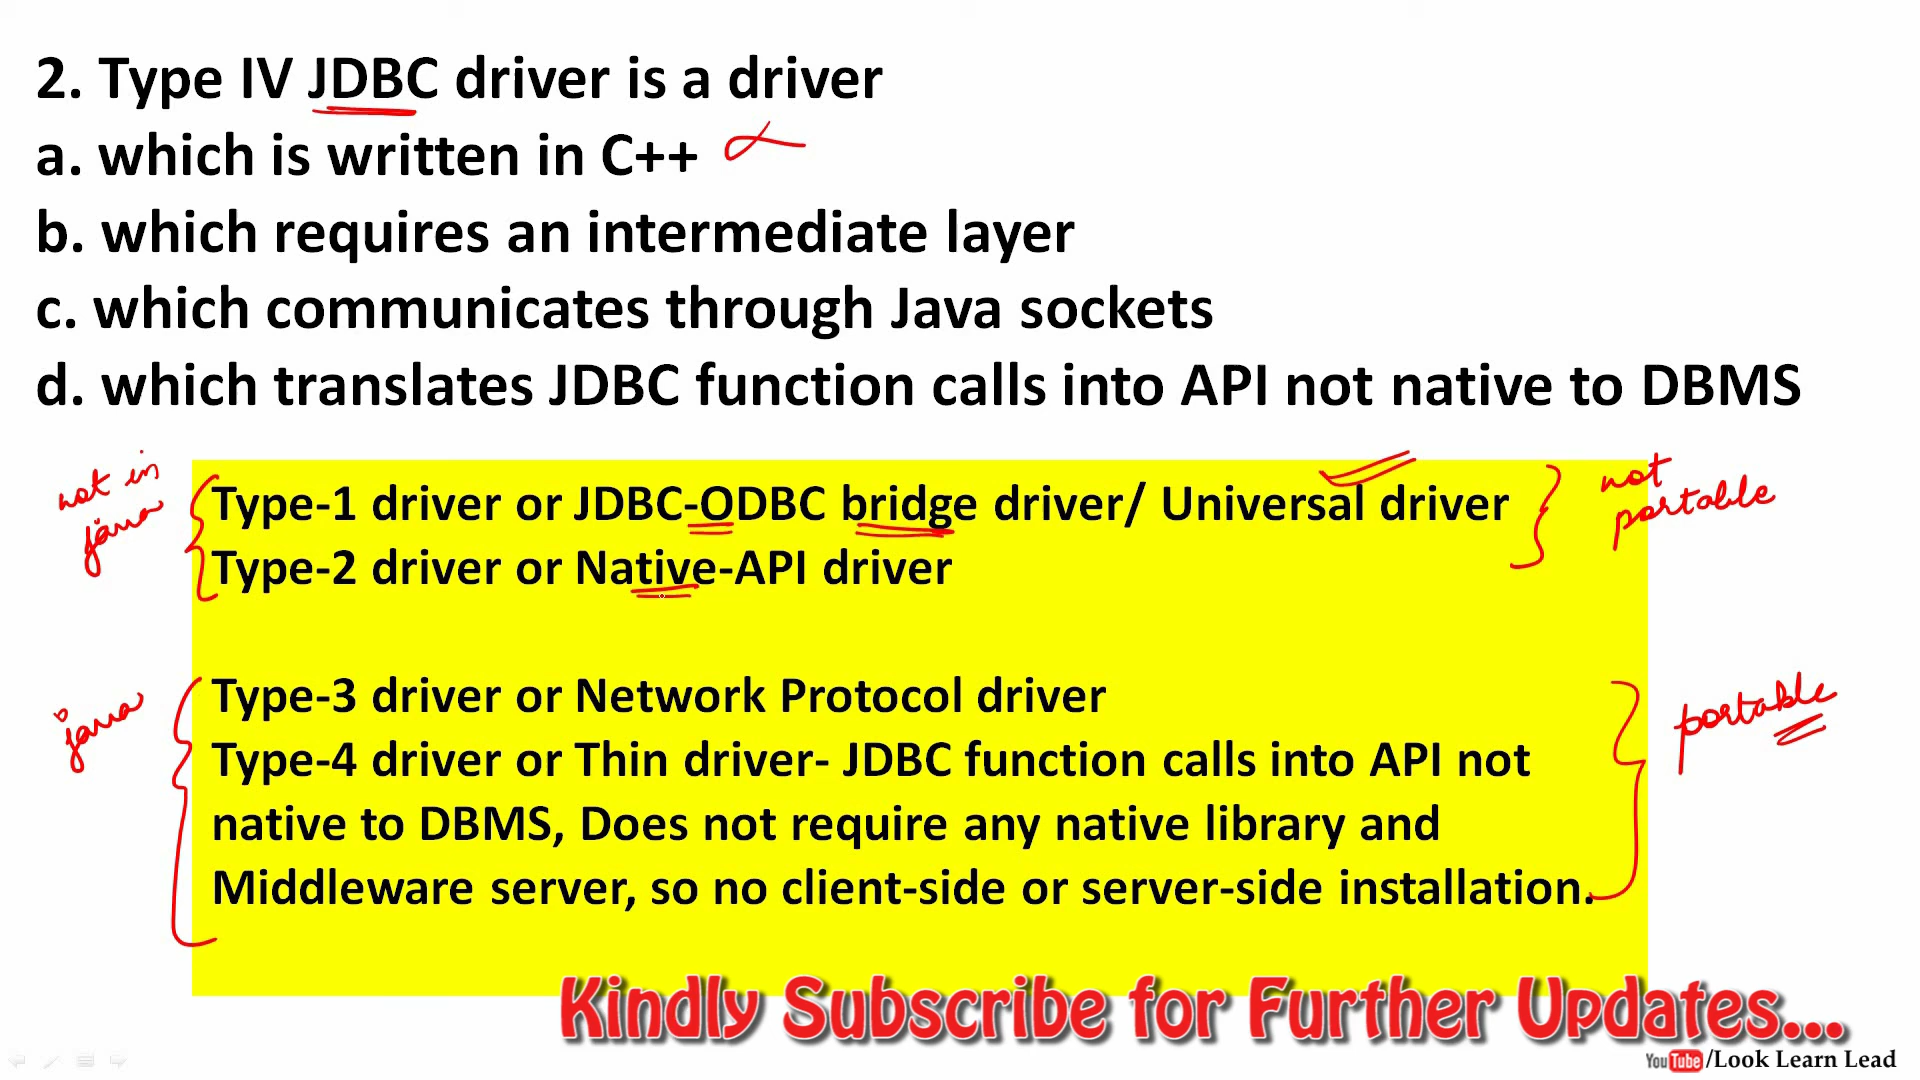 2. Type IV JDBC driver is a driver
a. which is written in C++
b. which requires an intermediate layer
c. which communicates through Java sockets
d. which translates JDBC function calls into API not native to DBMS
not in
java
Type-1 driver or JDBC-ODBC bridge driver/ Universal driver
Type-2 driver or Native-API driver
not
portable
java
Type-3 driver or Network Protocol driver
Type-4 driver or Thin driver- JDBC function calls into API not
native to DBMS, Does not require any native library and
Middleware server, so no client-side or server-side installation.
portable
Kindly Subscribe for Further Updates...
YouTube/Look Learn Lead